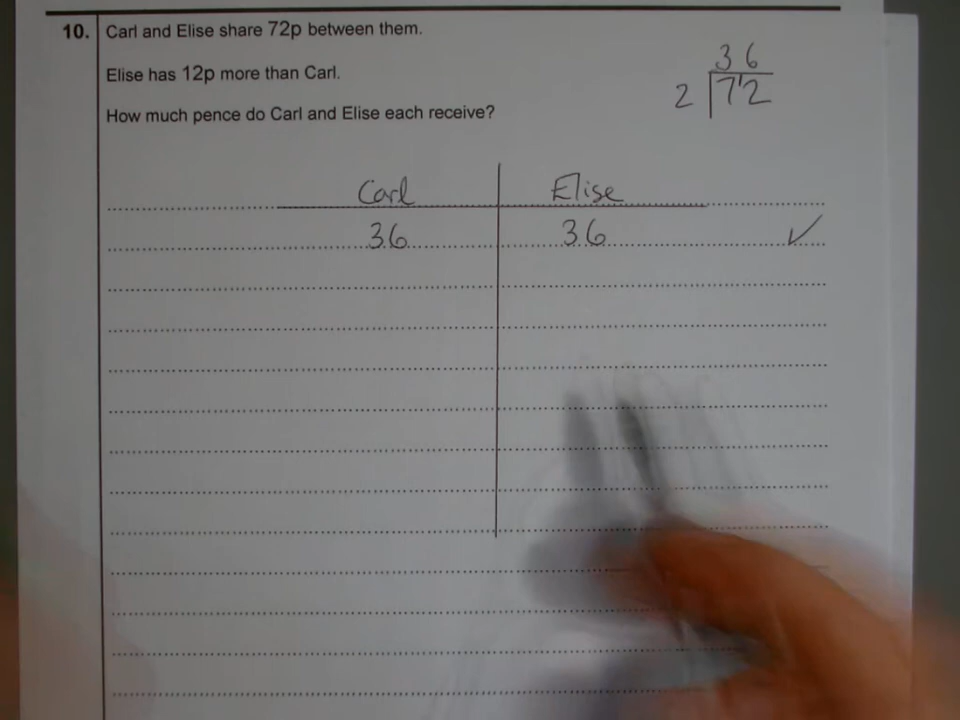 10. Carl and Elise share 72p between them.
Elise has 12p more than Carl.
How much pence do Carl and Elise each receive?
36
2 7¹2
Carl Elise
36 36 ✓